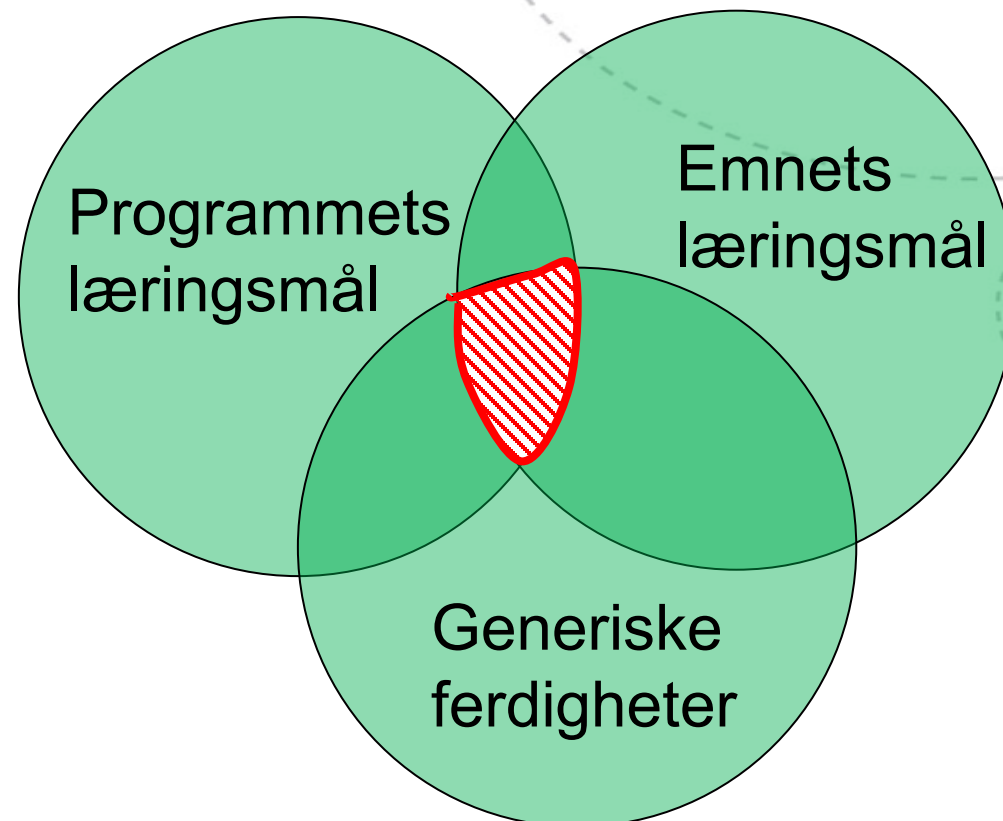 Programmets
læringsmål
Emnets
læringsmål
Generiske
ferdigheter